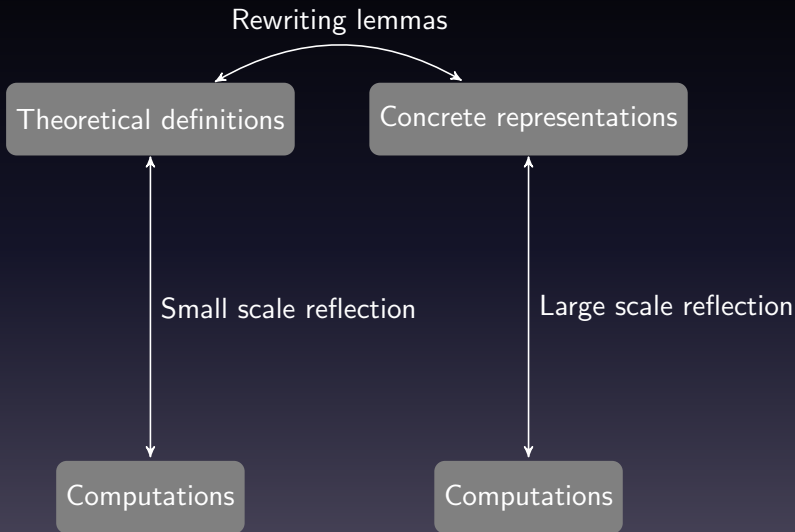 Rewriting lemmas
Theoretical definitions
Concrete representations
Small scale reflection
Large scale reflection
Computations
Computations